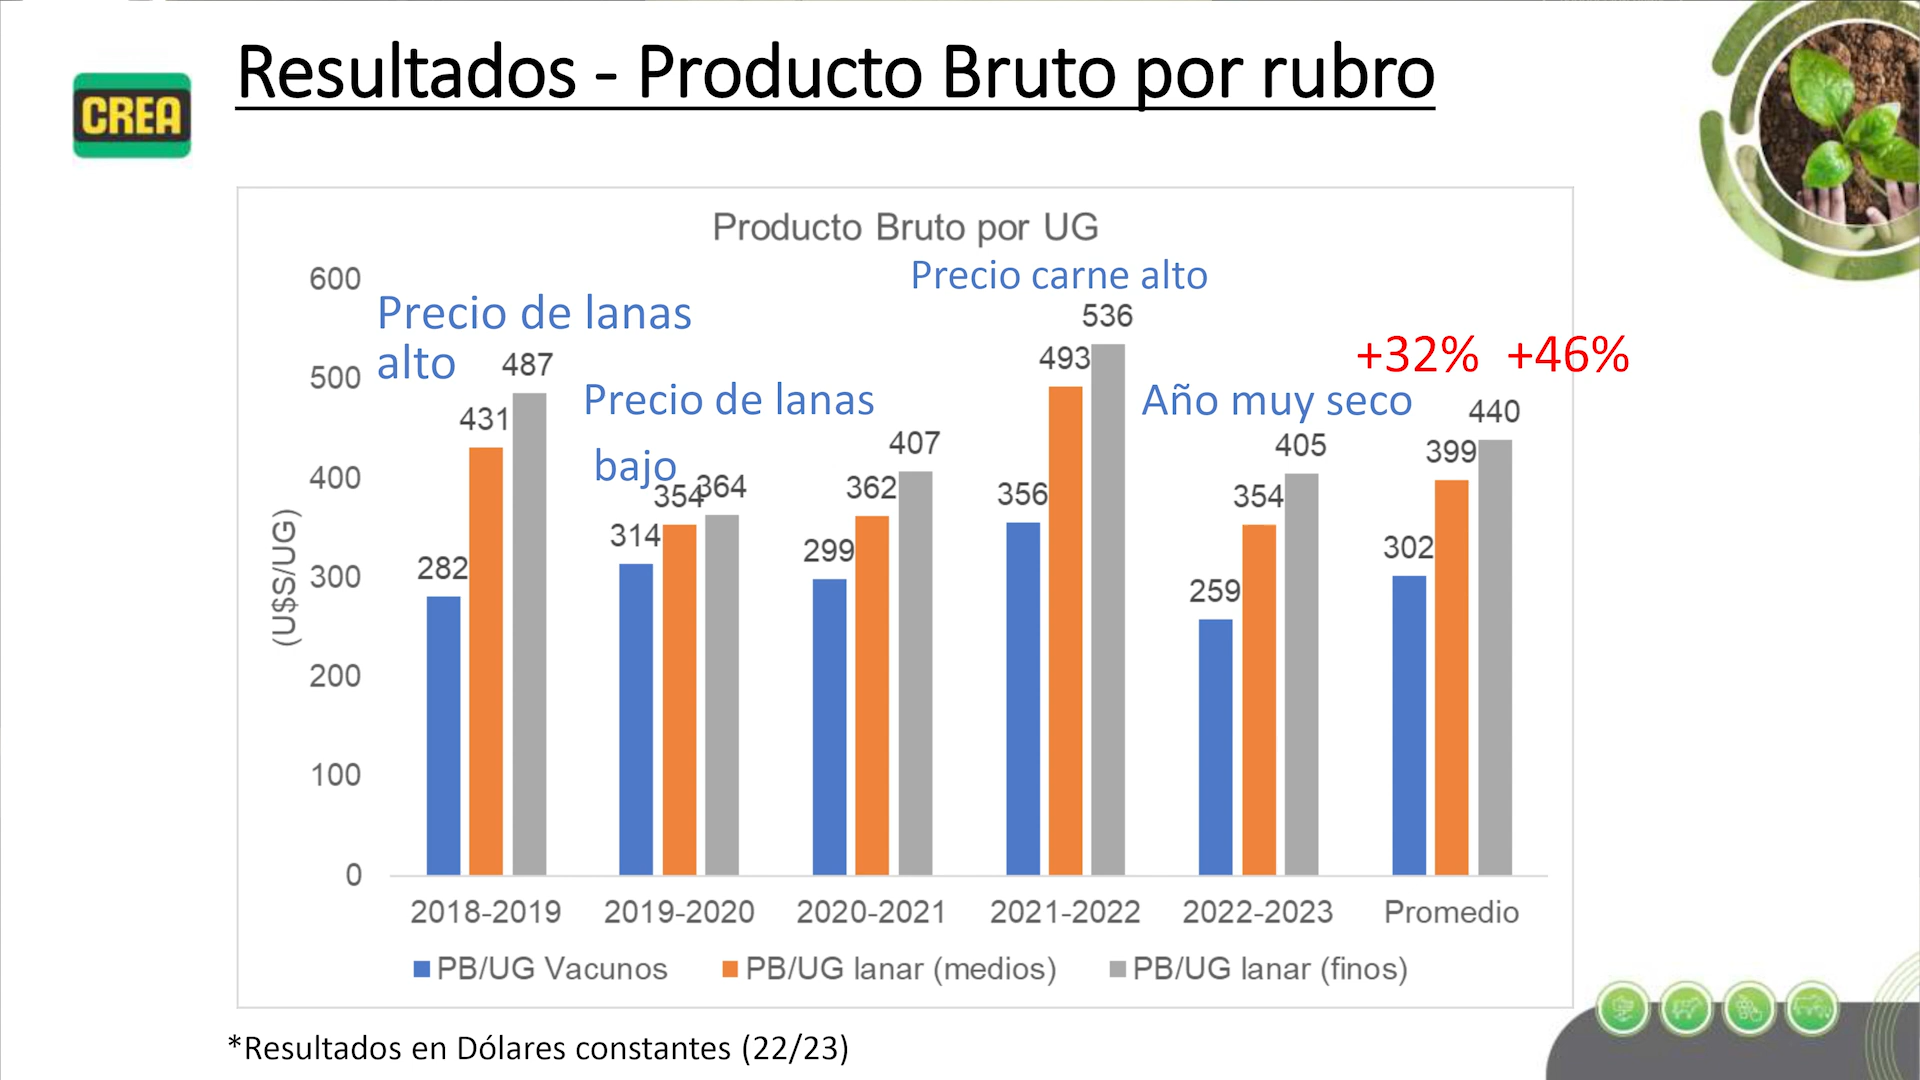 Resultados - Producto Bruto por rubro
CREA
Producto Bruto por UG
Precio carne alto
600
Precio de lanas
alto
536
+32% +46%
493
487
500
Precio de lanas
Año muy seco
440
431
407
405
399
bajo
400
364
354
362
356
354
314
299
302
282
259
300
(U$S/UG)
200
100
0
2018-2019 2019-2020 2020-2021 2021-2022 2022-2023 Promedio
PB/UG Vacunos PB/UG lanar (medios) PB/UG lanar (finos)
*Resultados en Dólares constantes (22/23)